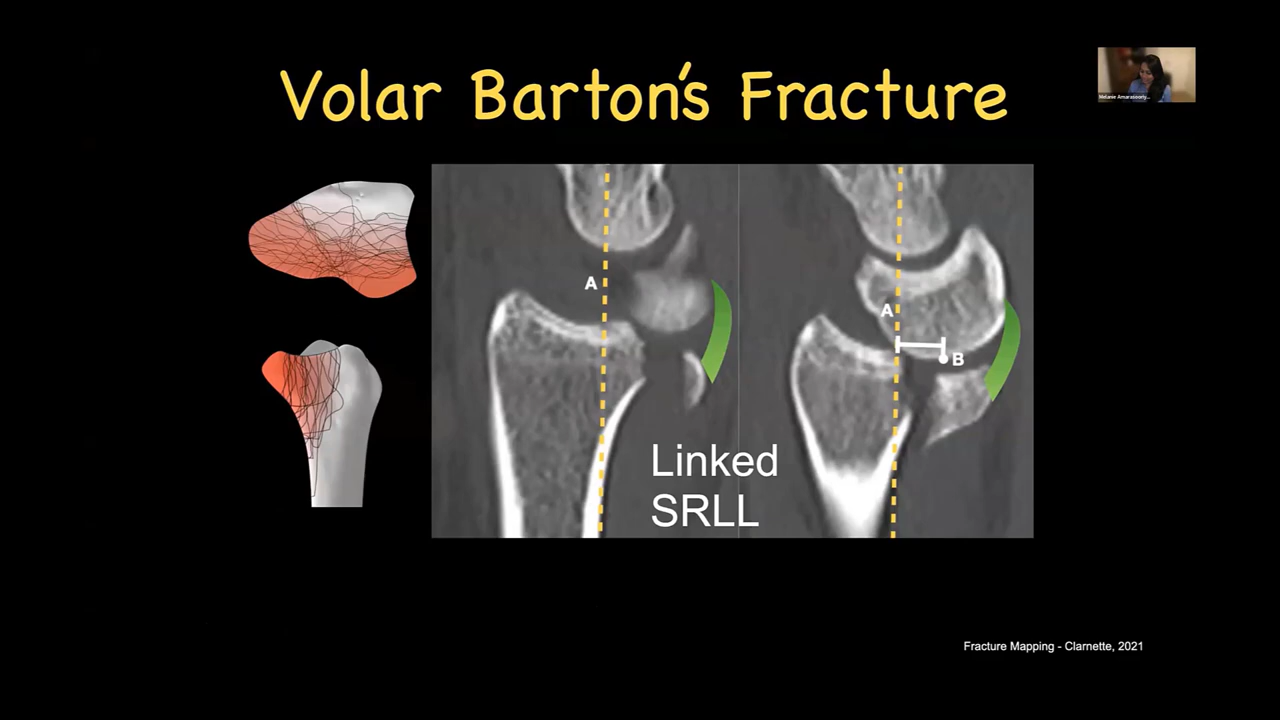 Volar Barton's Fracture
A
A
B
Linked
SRLL
Fracture Mapping - Clarnette, 2021